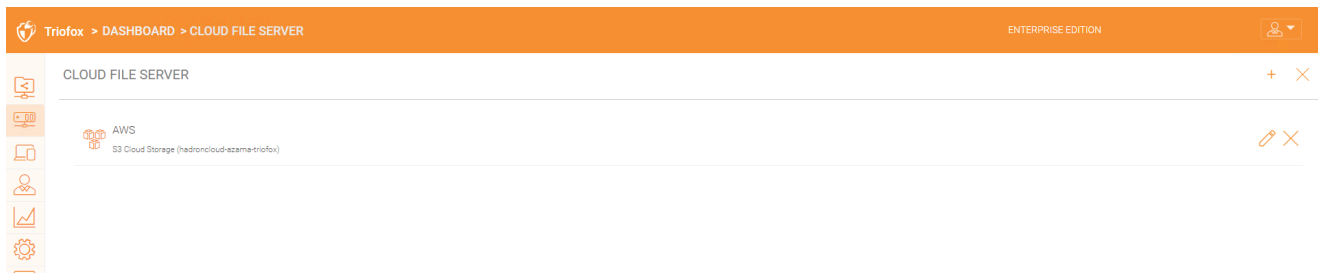 Triofox > DASHBOARD > CLOUD FILE SERVER
ENTERPRISE EDITION
CLOUD FILE SERVER
AWS
S3 Cloud Storage (hadroncloud-azama-triofox)